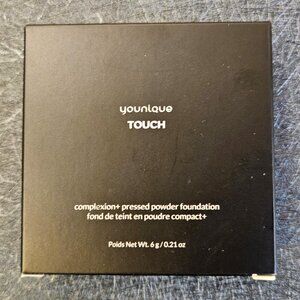 younique
TOUCH
complexion+ pressed powder foundation
fond de teint en poudre compact+
Poids Net Wt. 6 g / 0.21 oz